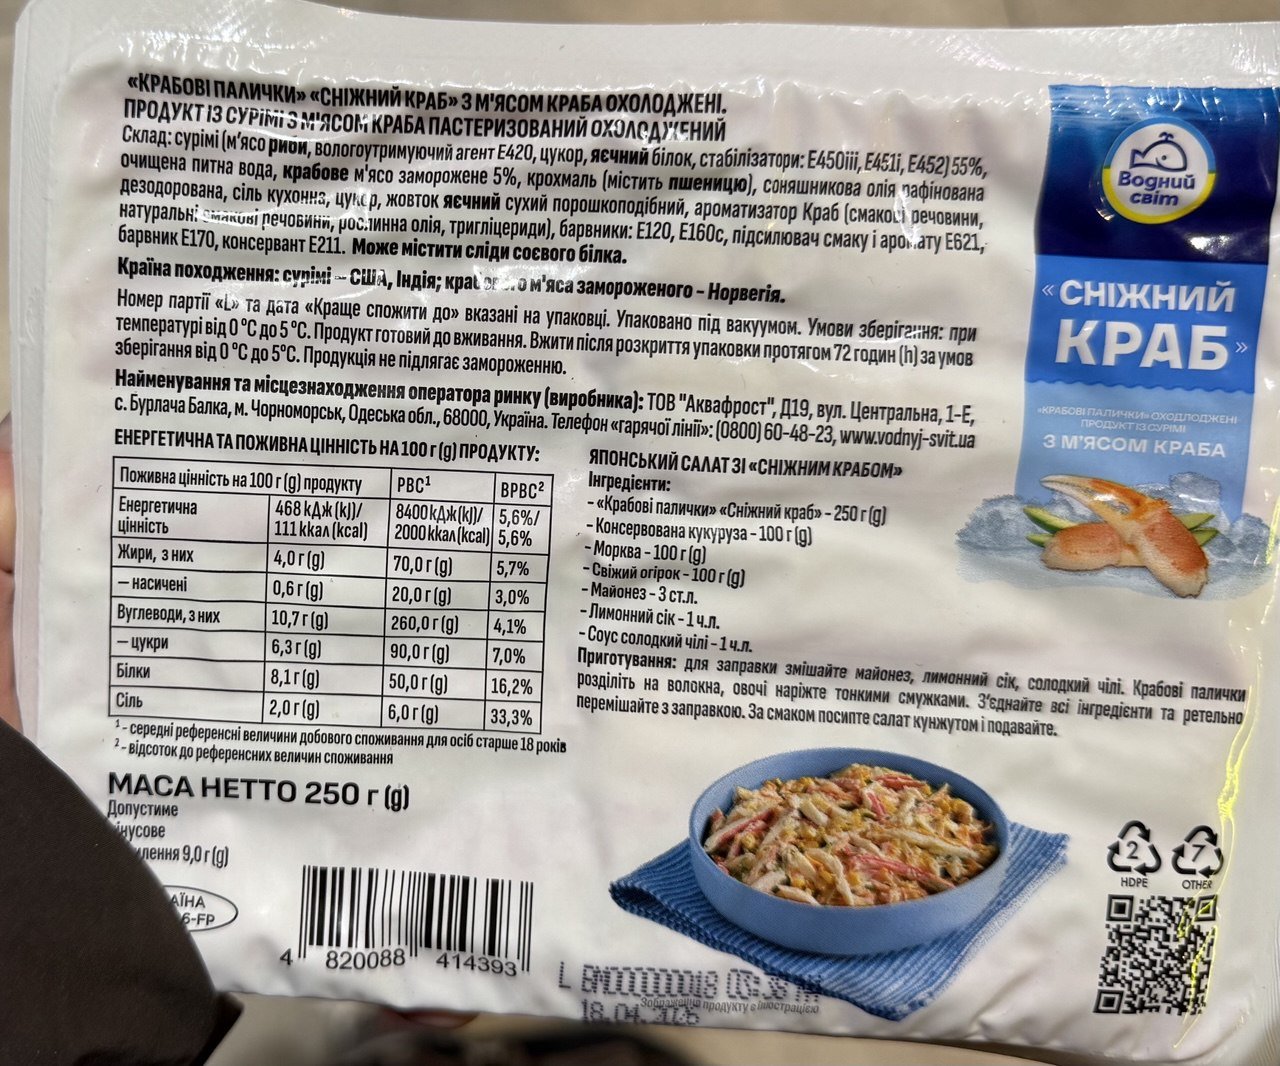 «КРАБОВІ ПАЛИЧКИ» «СНІЖНИЙ КРАБ» З М'ЯСОМ КРАБА ОХОЛОДЖЕНІ.
ПРОДУКТ ІЗ СУРІМІ З М'ЯСОМ КРАБА ПАСТЕРИЗОВАНИЙ ОХОЛОДЖЕНИЙ
Склад: сурімі (м'ясо риби, вологоутримуючий агент Е420, цукор, яєчний білок, стабілізатори: Е450ііі, Е451і, Е452) 55%,
очищена питна вода, крабове м'ясо заморожене 5%, крохмаль (містить пшеницю), соняшникова олія рафінована
дезодорована, сіль кухонна, цукор, жовток яєчний сухий порошкоподібний, ароматизатор Краб (смакові речовини,
натуральні смакові речовини, рослинна олія, тригліцериди), барвники: Е120, Е160с, підсилювач смаку і аромату Е621,
барвник Е170, консервант Е211. Може містити сліди соєвого білка.
Країна походження: сурімі – США, Індія; крабового м'яса замороженого – Норвегія.
Номер партії «L» та дата «Краще спожити до» вказані на упаковці. Упаковано під вакуумом. Умови зберігання: при
температурі від 0 °С до 5 °С. Продукт готовий до вживання. Вжити після розкриття упаковки протягом 72 годин (h) за умов
зберігання від 0 °С до 5°С. Продукція не підлягає замороженню.
Найменування та місцезнаходження оператора ринку (виробника): ТОВ "Аквафрост", Д19, вул. Центральна, 1-Е,
с. Бурлача Балка, м. Чорноморськ, Одеська обл., 68000, Україна. Телефон «гарячої лінії»: (0800) 60-48-23, www.vodnyj-svit.ua
ЕНЕРГЕТИЧНА ТА ПОЖИВНА ЦІННІСТЬ НА 100 г (g) ПРОДУКТУ:
Поживна цінність на 100 г (g) продукту РВС¹ ВРВС²
Енергетична цінність 468 кДж (kJ)/ 111 ккал (kcal) 8400 кДж(kJ)/ 2000 ккал (kcal) 5,6%/ 5,6%
Жири, з них 4,0 г (g) 70,0 г (g) 5,7%
– насичені 0,6 г (g) 20,0 г (g) 3,0%
Вуглеводи, з них 10,7 г (g) 260,0 г (g) 4,1%
– цукри 6,3 г (g) 90,0 г (g) 7,0%
Білки 8,1 г (g) 50,0 г (g) 16,2%
Сіль 2,0 г (g) 6,0 г (g) 33,3%
¹ - середні референсні величини добового споживання для осіб старше 18 років
² - відсоток до референсних величин споживання
МАСА НЕТТО 250 г (g)
Допустиме
мінусове
9,0 г (g)
6-FP
4 820088 414393
ЯПОНСЬКИЙ САЛАТ ЗІ «СНІЖНИМ КРАБОМ»
Інгредієнти:
- «Крабові палички» «Сніжний краб» – 250 г (g)
- Консервована кукуруза – 100 г (g)
- Морква – 100 г (g)
- Свіжий огірок – 100 г (g)
- Майонез – 3 ст.л.
- Лимонний сік – 1 ч.л.
- Соус солодкий чілі – 1 ч.л.
Приготування: для заправки змішайте майонез, лимонний сік, солодкий чілі. Крабові палички
розділіть на волокна, овочі наріжте тонкими смужками. З'єднайте всі інгредієнти та ретельно
перемішайте з заправкою. За смаком посипте салат кунжутом і подавайте.
Зображення продукту є ілюстрацією
L
18.04.
Водний
світ
«СНІЖНИЙ
КРАБ»
«КРАБОВІ ПАЛИЧКИ» ОХОЛОДЖЕНІ
ПРОДУКТ ІЗ СУРІМІ
З М'ЯСОМ КРАБА
2 7
HDPE OTHER